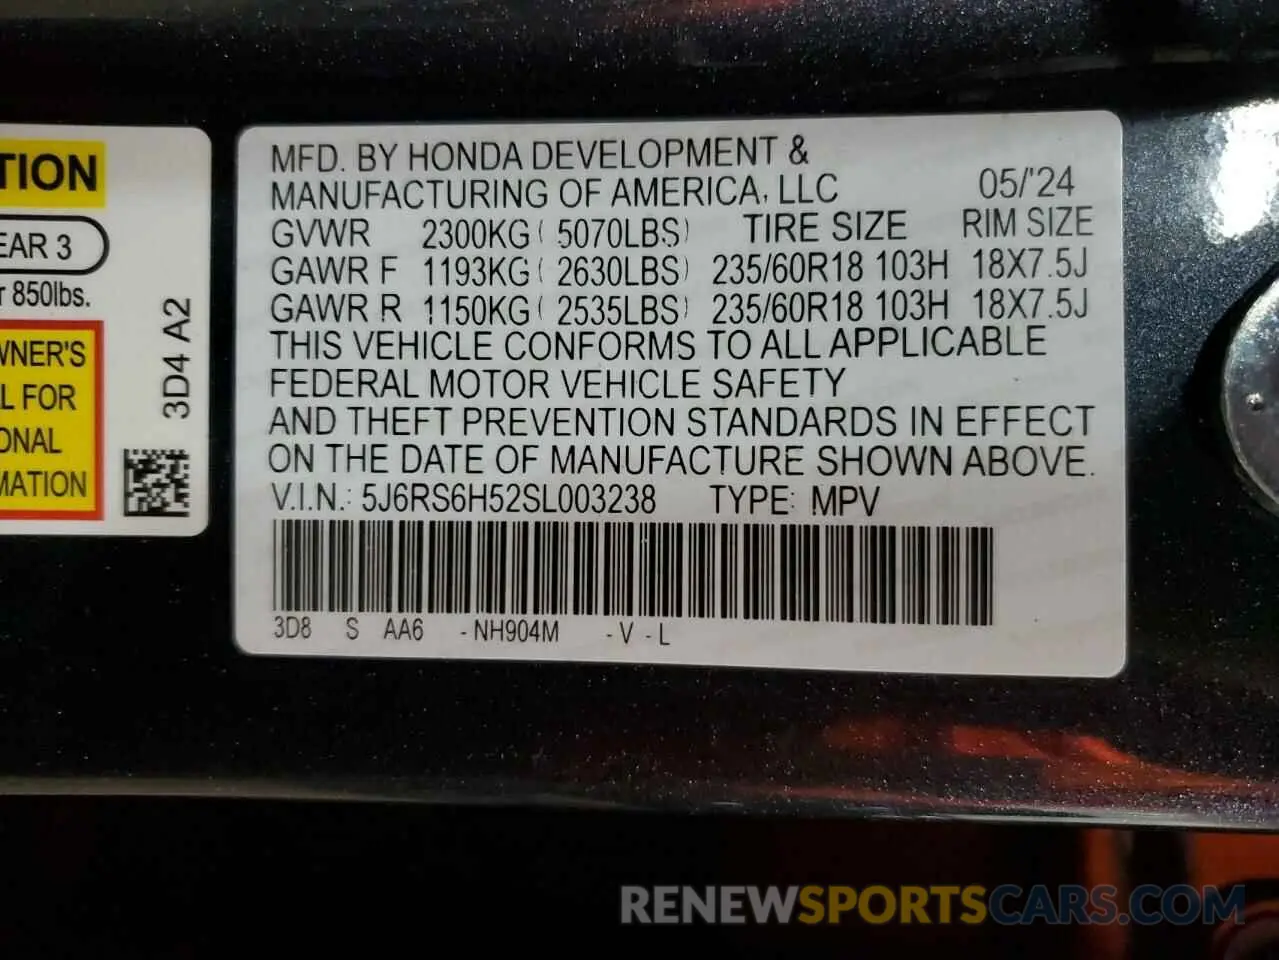 TION
EAR 3
r 850lbs.
WNER'S
L FOR
ONAL
MATION
3D4 A2
MFD. BY HONDA DEVELOPMENT &
MANUFACTURING OF AMERICA, LLC 05/'24
GVWR 2300KG ( 5070LBS) TIRE SIZE RIM SIZE
GAWR F 1193KG ( 2630LBS) 235/60R18 103H 18X7.5J
GAWR R 1150KG ( 2535LBS) 235/60R18 103H 18X7.5J
THIS VEHICLE CONFORMS TO ALL APPLICABLE
FEDERAL MOTOR VEHICLE SAFETY
AND THEFT PREVENTION STANDARDS IN EFFECT
ON THE DATE OF MANUFACTURE SHOWN ABOVE.
V.I.N.: 5J6RS6H52SL003238 TYPE: MPV
3D8 S AA6 - NH904M - V - L
RENEWSPORTSCARS.COM